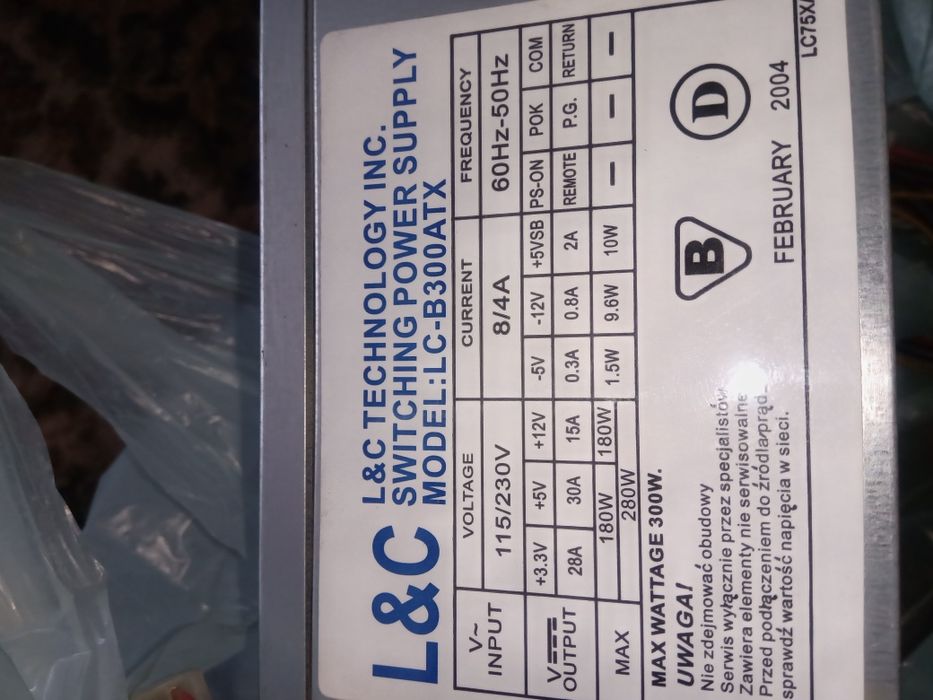 L&C
L&C TECHNOLOGY INC.
SWITCHING POWER SUPPLY
MODEL:LC-B300ATX
V~ INPUT VOLTAGE CURRENT FREQUENCY
115/230V 8/4A 60Hz-50Hz
V OUTPUT +3.3V +5V +12V -5V -12V +5VSB PS-ON POK COM
28A 30A 15A 0.3A 0.8A 2A REMOTE P.G. RETURN
MAX 180W 180W 1.5W 9.6W 10W — — —
280W
MAX WATTAGE 300W.
UWAGA!
Nie zdejmować obudowy
Serwis wyłącznie przez specjalistów
Zawiera elementy nie serwisowalne
Przed podłączeniem do źródła prąd
sprawdź wartość napięcia w sieci.
B D
FEBRUARY 2004
LC75X